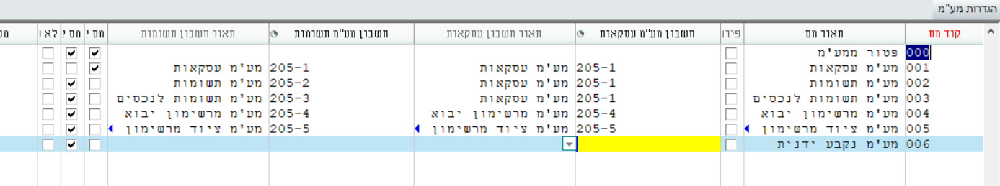 הגדרות מע"מ
קוד מס תאור מס פירו חשבון מע"מ עסקאות תאור חשבון עסקאות חשבון מע"מ תשומות תאור חשבון תשומות מס ? מס ? לא ו
000 פטור ממע'מ
001 מע'מ עסקאות 205-1 מע'מ עסקאות 205-1 מע'מ עסקאות
002 מע'מ תשומות 205-1 מע'מ עסקאות 205-2 מע'מ תשומות
003 מע'מ תשומות לנכסים 205-1 מע'מ עסקאות 205-3 מע'מ תשומות לנכסים
004 מע'מ מרשימון יבוא 205-4 מע'מ מרשימון יבוא 205-4 מע'מ מרשימון יבוא
005 מע'מ ציוד מרשימון 205-5 מע'מ ציוד מרשימון 205-5 מע'מ ציוד מרשימון
006 מע'מ נקבע ידנית